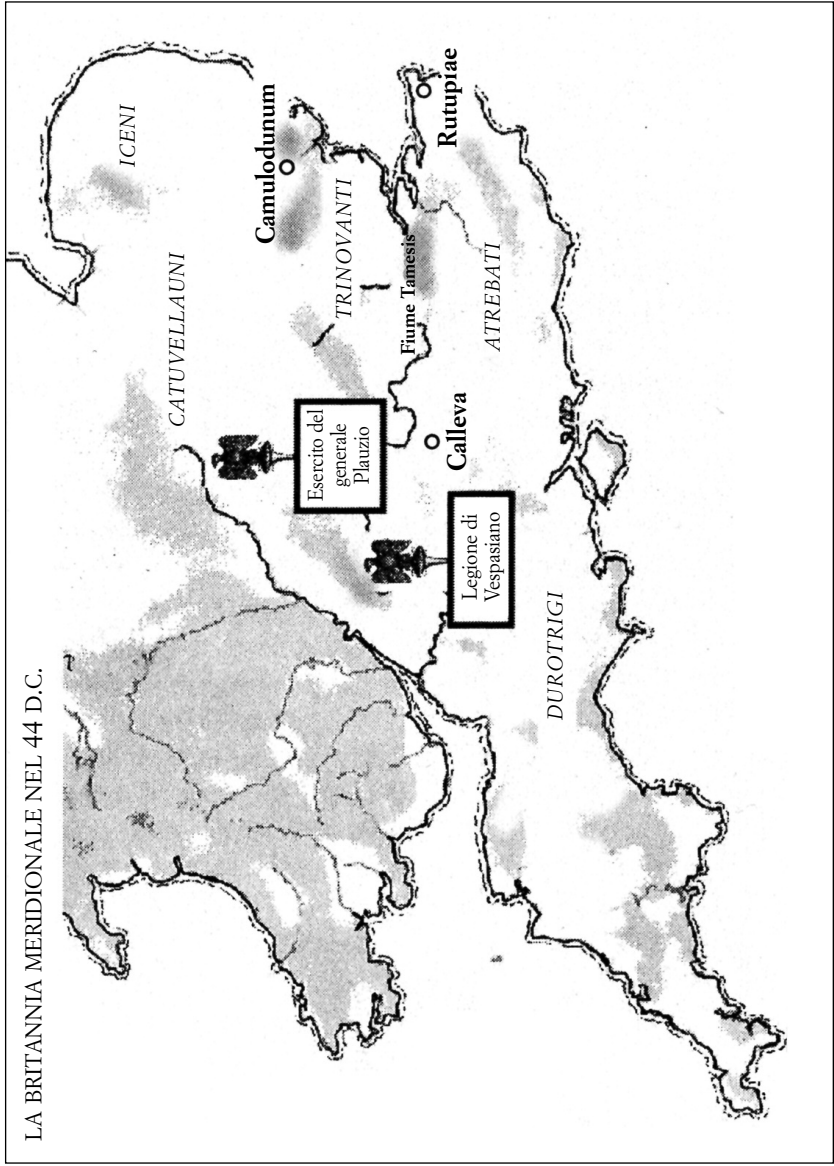 LA BRITANNIA MERIDIONALE NEL 44 D.C.
ICENI
CATUVELLAUNI
Camulodunum
TRINOVANTI
Fiume Tamesis
Rutupiae
ATREBATI
Esercito del
generale
Plauzio
Calleva
Legione di
Vespasiano
DUROTRIGI